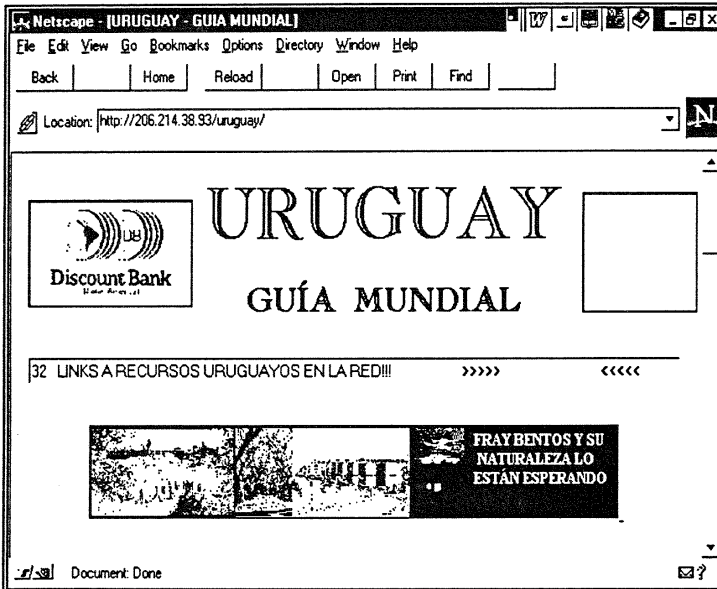 Netscape - [URUGUAY - GUIA MUNDIAL]
File Edit View Go Bookmarks Options Directory Window Help
Back Home Reload Open Print Find
Location: http://206.214.38.93/uruguay/
N
URUGUAY
GUÍA MUNDIAL
DB
Discount Bank
32 LINKS A RECURSOS URUGUAYOS EN LA RED!!! >>>>> <<<<<
FRAY BENTOS Y SU
NATURALEZA LO
ESTÁN ESPERANDO
Document: Done